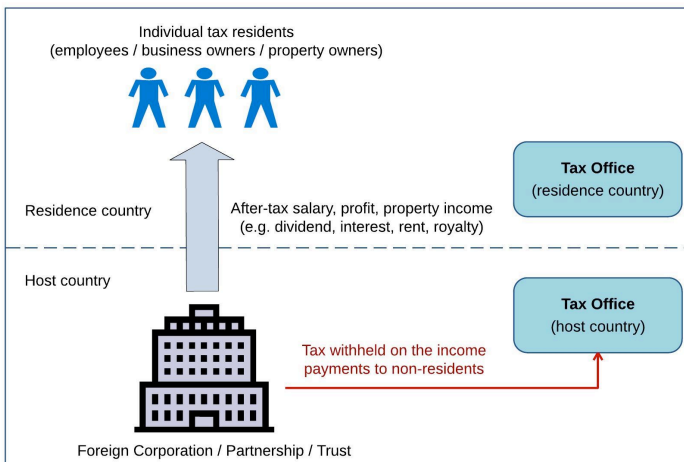 Individual tax residents
(employees / business owners / property owners)
Tax Office
(residence country)
Residence country
After-tax salary, profit, property income
(e.g. dividend, interest, rent, royalty)
Host country
Tax Office
(host country)
Tax withheld on the income
payments to non-residents
Foreign Corporation / Partnership / Trust